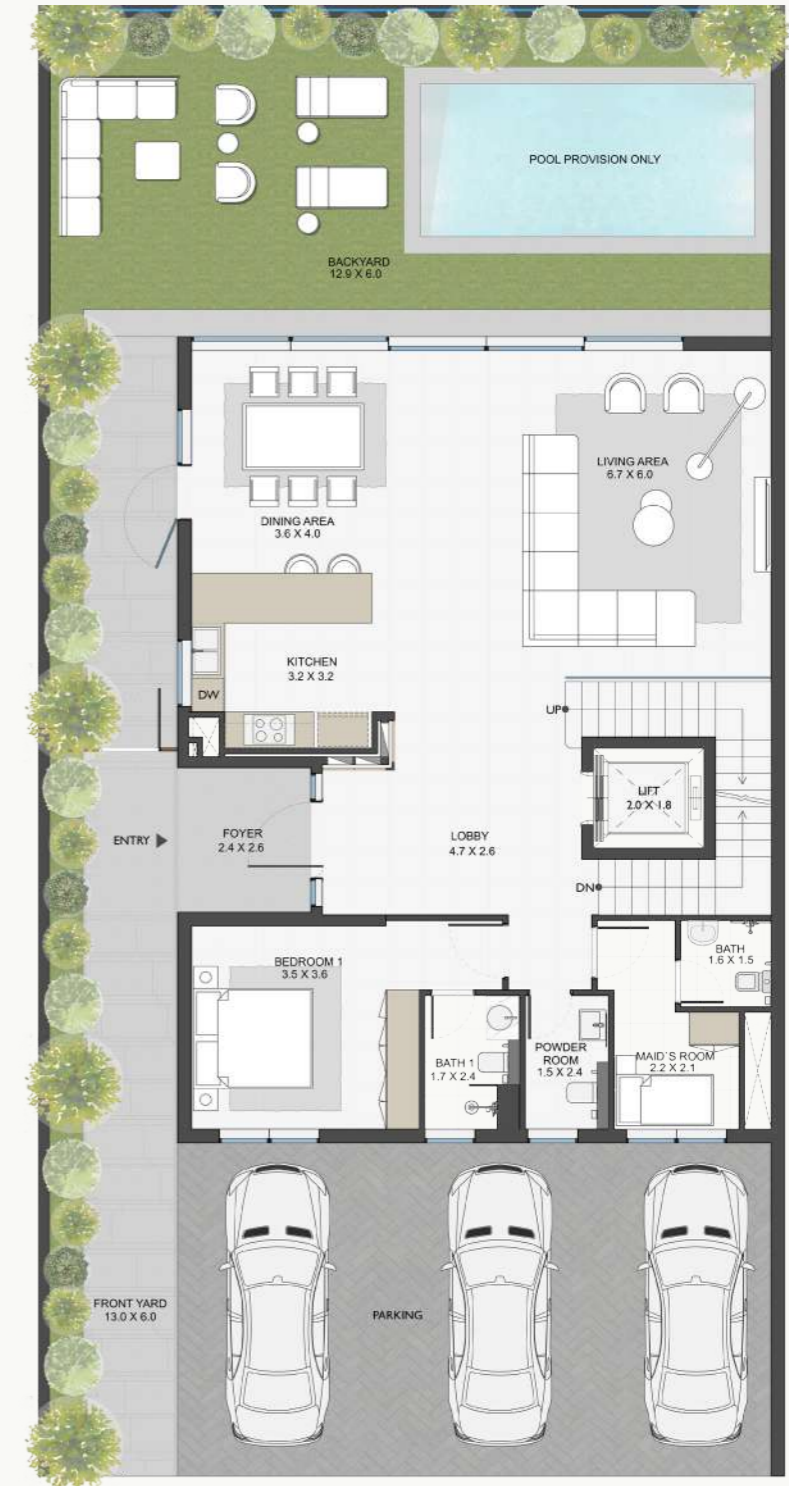 POOL PROVISION ONLY
BACKYARD
12.9 X 6.0
LIVING AREA
6.7 X 6.0
DINING AREA
3.6 X 4.0
KITCHEN
3.2 X 3.2
DW
UP
LIFT
2.0 X 1.8
ENTRY
FOYER
2.4 X 2.6
LOBBY
4.7 X 2.6
DN
BATH
1.6 X 1.5
BEDROOM 1
3.5 X 3.6
BATH 1
1.7 X 2.4
POWDER
ROOM
1.5 X 2.4
MAID'S ROOM
2.2 X 2.1
FRONT YARD
13.0 X 6.0
PARKING